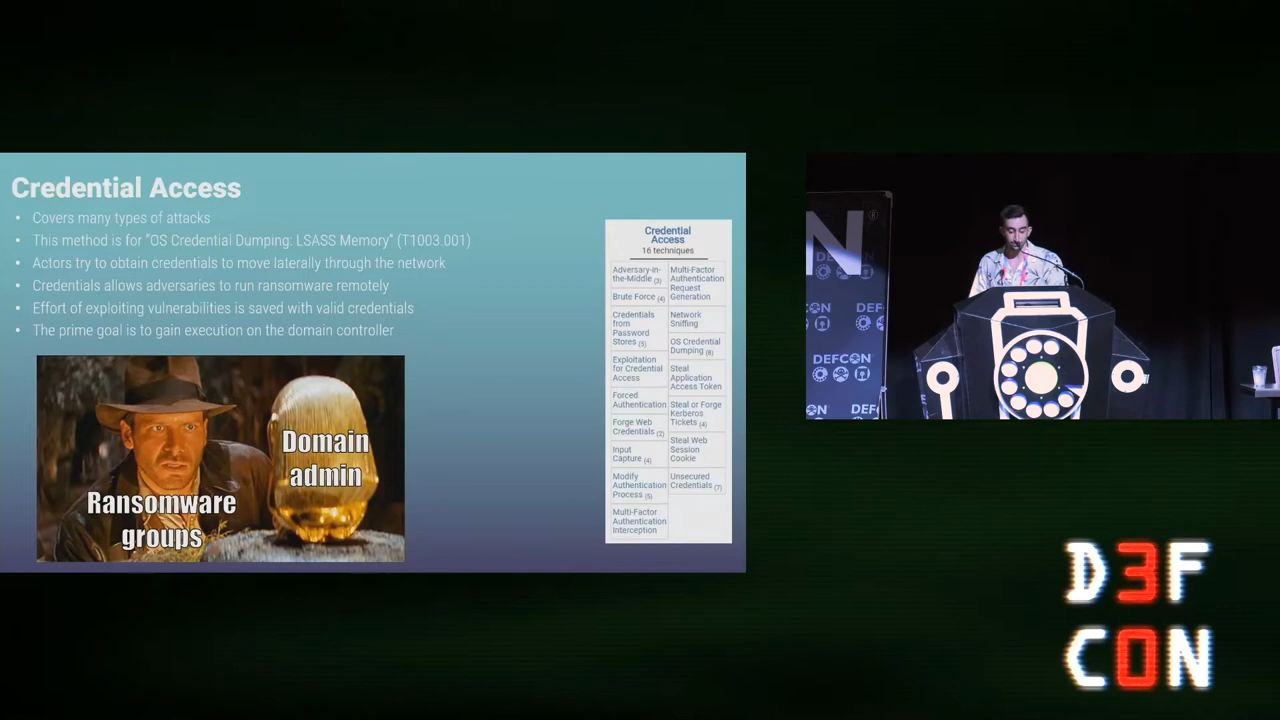 Credential Access
• Covers many types of attacks
• This method is for "OS Credential Dumping: LSASS Memory" (T1003.001)
• Actors try to obtain credentials to move laterally through the network
• Credentials allows adversaries to run ransomware remotely
• Effort of exploiting vulnerabilities is saved with valid credentials
• The prime goal is to gain execution on the domain controller
Domain
admin
Ransomware
groups
Credential
Access
16 techniques
Adversary-in-
the-Middle (3)
Brute Force (4)
Credentials
from
Password
Stores (5)
Exploitation
for Credential
Access
Forced
Authentication
Forge Web
Credentials (2)
Input
Capture (4)
Modify
Authentication
Process (5)
Multi-Factor
Authentication
Interception
Multi-Factor
Authentication
Request
Generation
Network
Sniffing
OS Credential
Dumping (8)
Steal
Application
Access Token
Steal or Forge
Kerberos
Tickets (4)
Steal Web
Session
Cookie
Unsecured
Credentials (7)
N
®
DEFCON
D3F
C0N